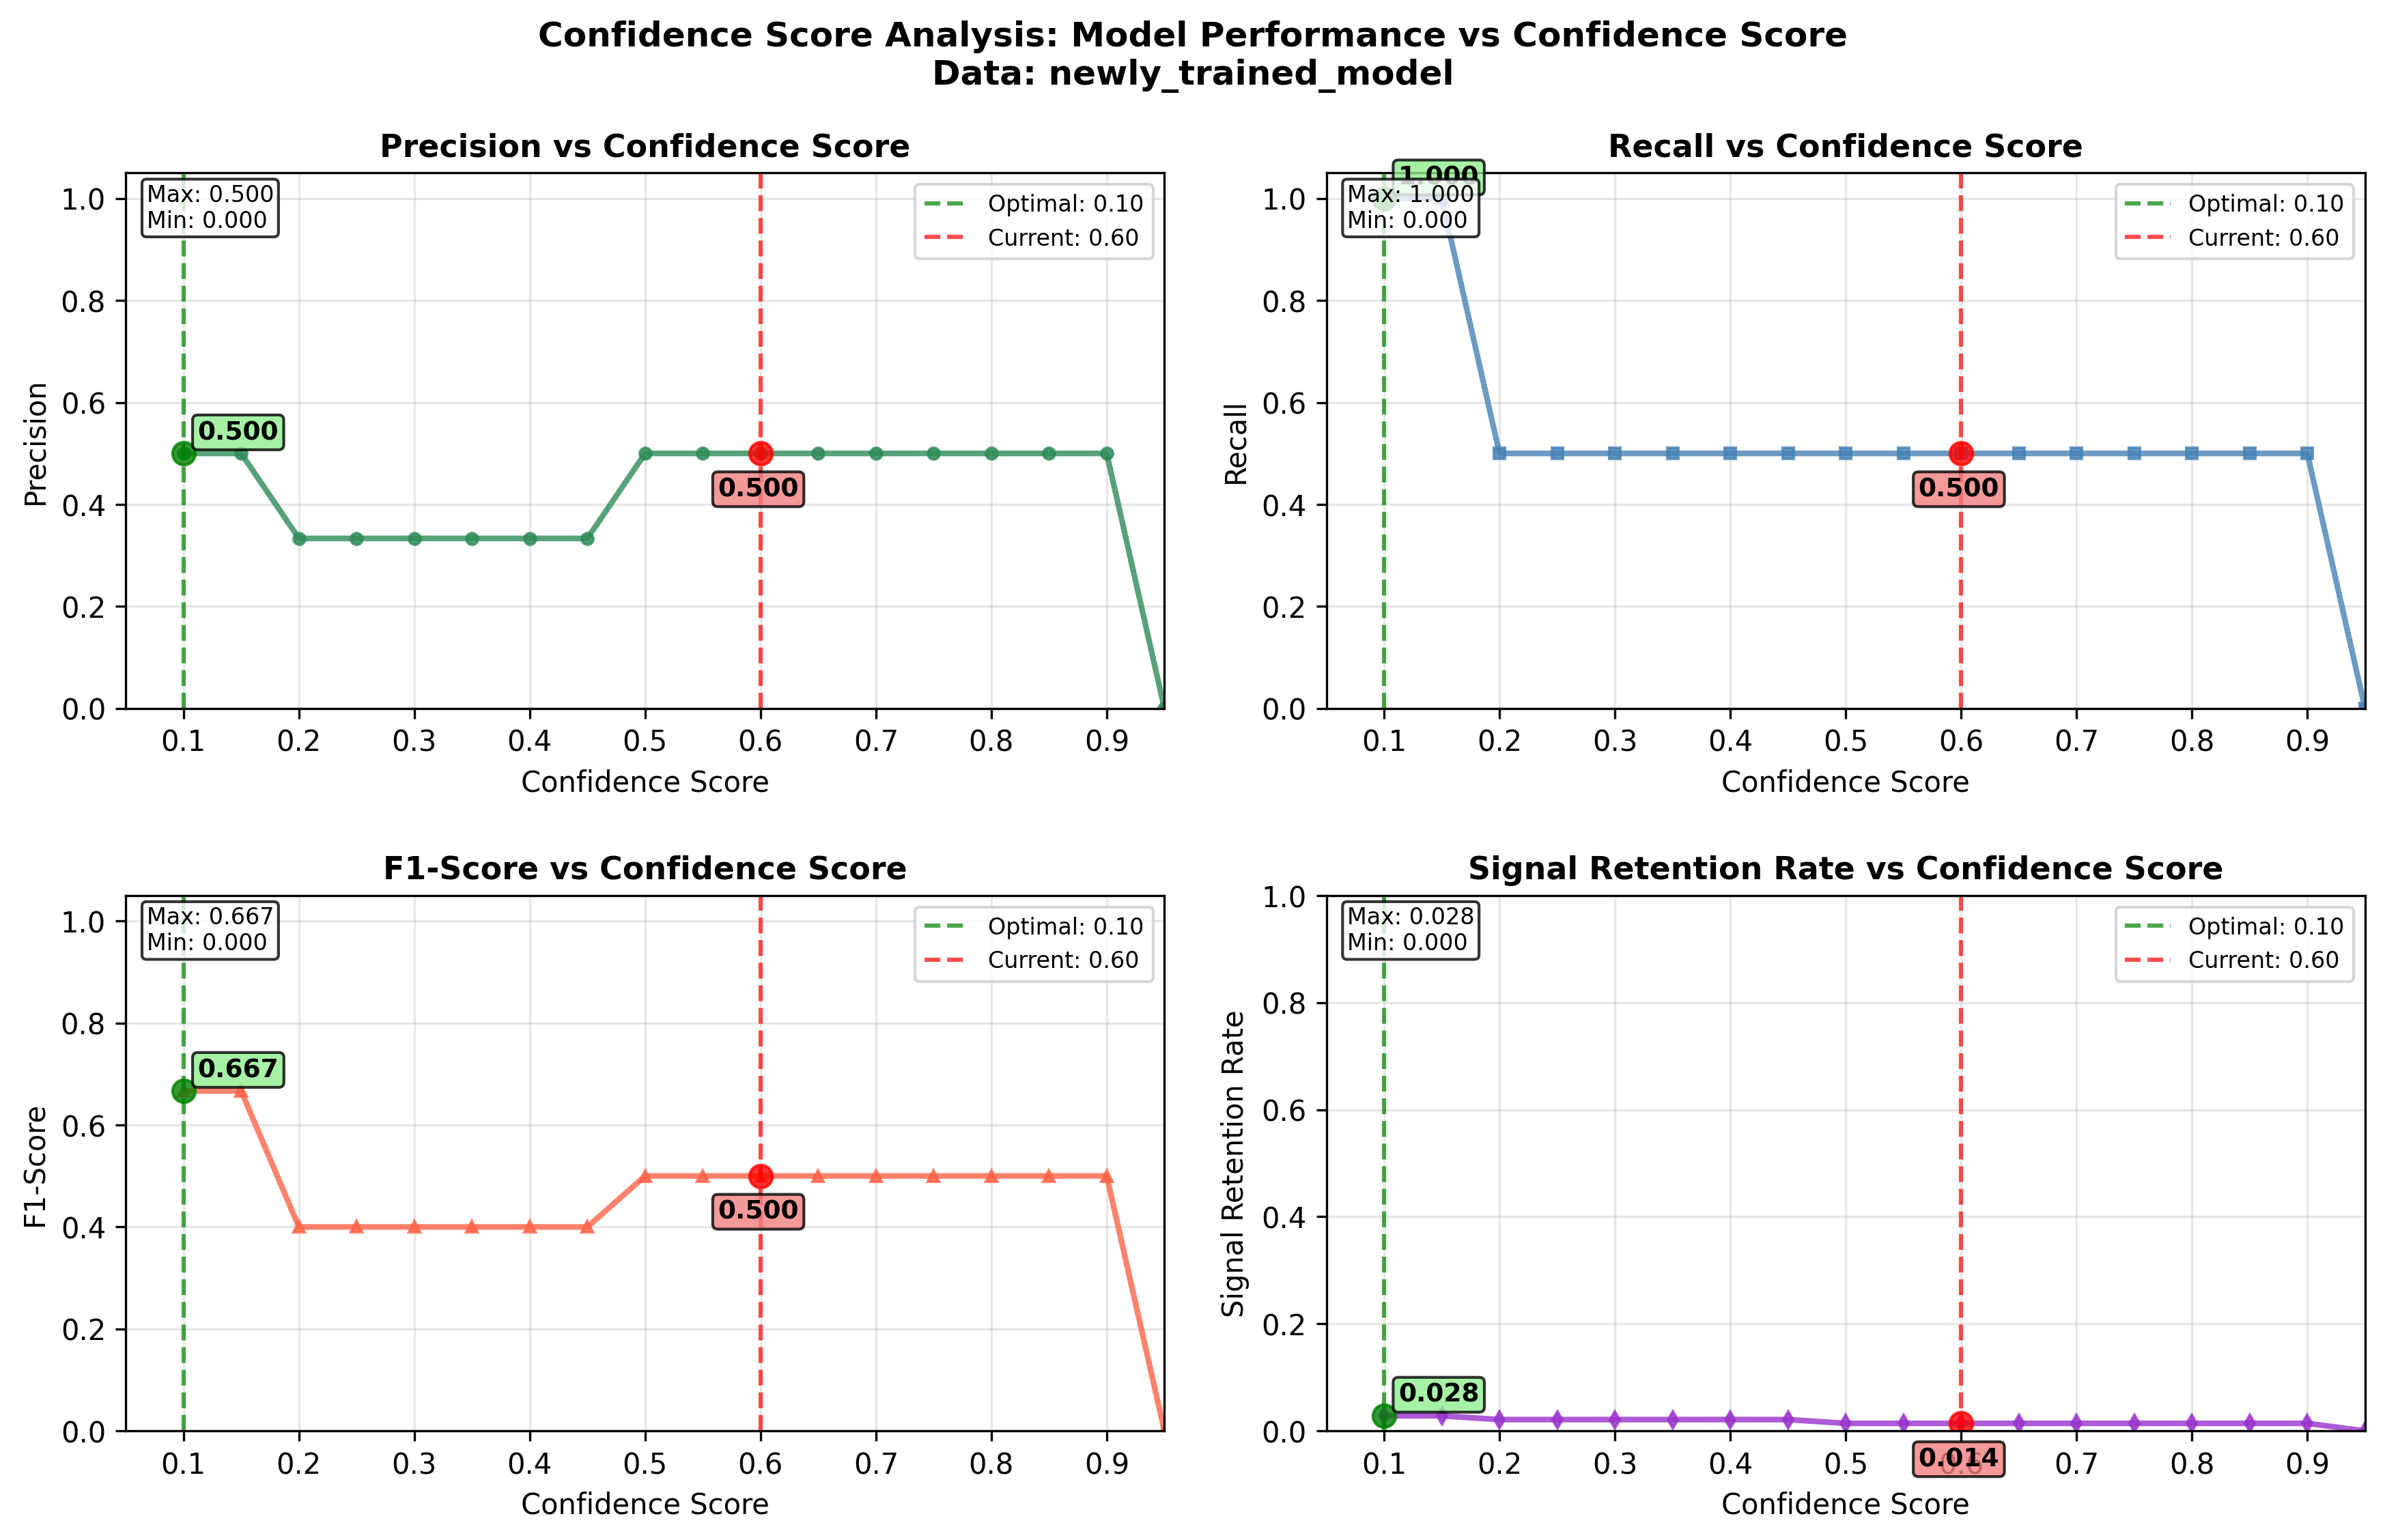 Confidence Score Analysis: Model Performance vs Confidence Score
Data: newly_trained_model
Precision vs Confidence Score
Max: 0.500
Min: 0.000
Optimal: 0.10
Current: 0.60
0.500
0.500
1.0
0.8
0.6
0.4
0.2
0.0
Precision
0.1 0.2 0.3 0.4 0.5 0.6 0.7 0.8 0.9
Confidence Score
Recall vs Confidence Score
1.000
Max: 1.000
Min: 0.000
Optimal: 0.10
Current: 0.60
0.500
1.0
0.8
0.6
0.4
0.2
0.0
Recall
0.1 0.2 0.3 0.4 0.5 0.6 0.7 0.8 0.9
Confidence Score
F1-Score vs Confidence Score
Max: 0.667
Min: 0.000
Optimal: 0.10
Current: 0.60
0.667
0.500
1.0
0.8
0.6
0.4
0.2
0.0
F1-Score
0.1 0.2 0.3 0.4 0.5 0.6 0.7 0.8 0.9
Confidence Score
Signal Retention Rate vs Confidence Score
Max: 0.028
Min: 0.000
Optimal: 0.10
Current: 0.60
0.028
0.014
1.0
0.8
0.6
0.4
0.2
0.0
Signal Retention Rate
0.1 0.2 0.3 0.4 0.5 0.6 0.7 0.8 0.9
Confidence Score